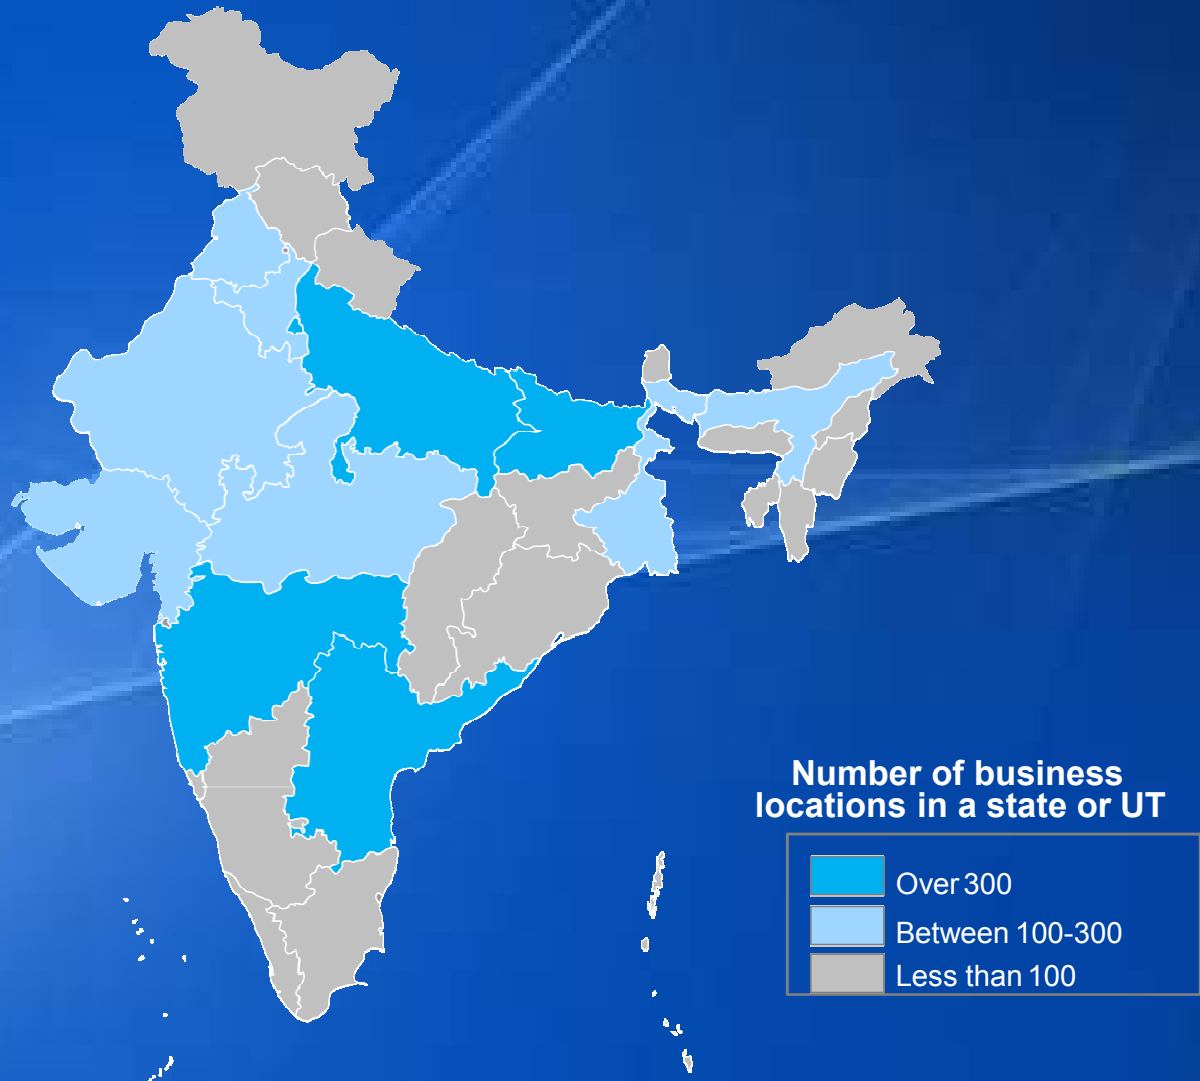 Number of business
locations in a state or UT
Over 300
Between 100-300
Less than 100